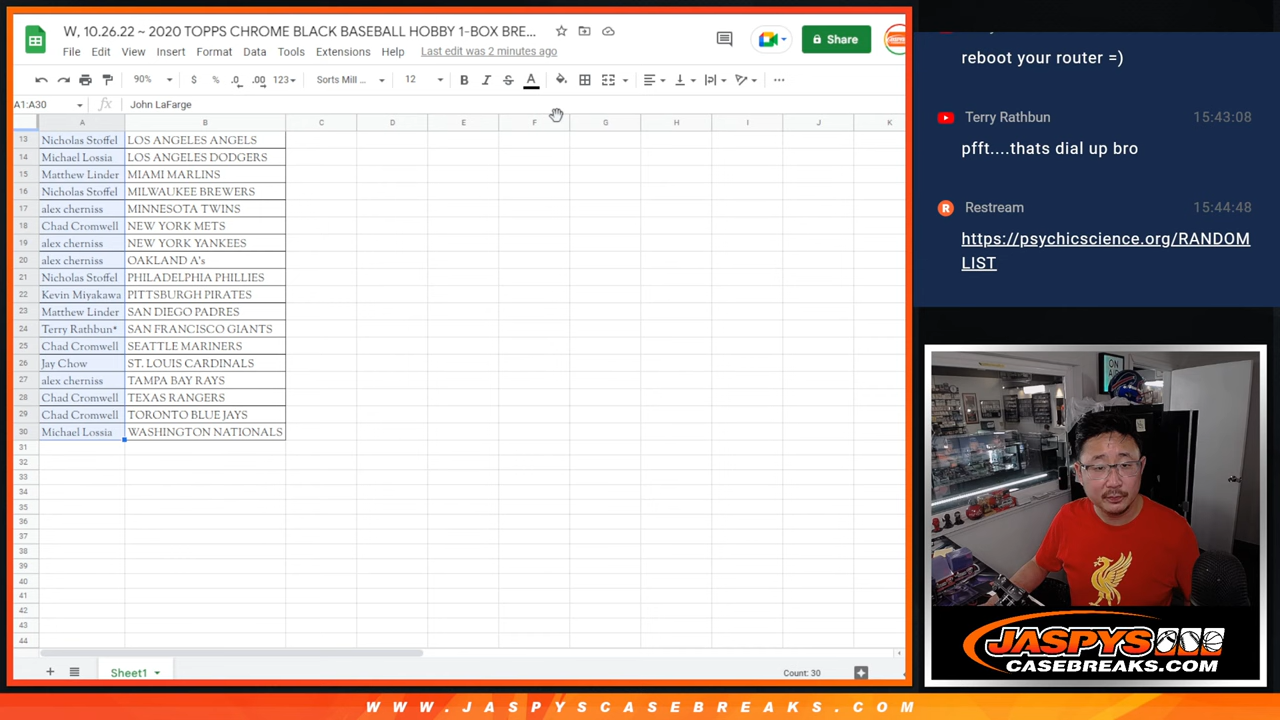 W, 10.26.22 ~ 2020 TOPPS CHROME BLACK BASEBALL HOBBY 1-BOX BRE...
File Edit View Insert Format Data Tools Extensions Help Last edit was 2 minutes ago
Share
90% $ % .0 .00 123 Sorts Mill ... 12 B I S A
A1:A30 fx John LaFarge
A B C D E F G H I J K
13 Nicholas Stoffel LOS ANGELES ANGELS
14 Michael Lossia LOS ANGELES DODGERS
15 Matthew Linder MIAMI MARLINS
16 Nicholas Stoffel MILWAUKEE BREWERS
17 alex cherniss MINNESOTA TWINS
18 Chad Cromwell NEW YORK METS
19 alex cherniss NEW YORK YANKEES
20 alex cherniss OAKLAND A's
21 Nicholas Stoffel PHILADELPHIA PHILLIES
22 Kevin Miyakawa PITTSBURGH PIRATES
23 Matthew Linder SAN DIEGO PADRES
24 Terry Rathbun* SAN FRANCISCO GIANTS
25 Chad Cromwell SEATTLE MARINERS
26 Jay Chow ST. LOUIS CARDINALS
27 alex cherniss TAMPA BAY RAYS
28 Chad Cromwell TEXAS RANGERS
29 Chad Cromwell TORONTO BLUE JAYS
30 Michael Lossia WASHINGTON NATIONALS
31
32
33
34
35
36
37
38
39
40
41
42
43
44
Sheet1
Count: 30
reboot your router =)
Terry Rathbun 15:43:08
pfft....thats dial up bro
R Restream 15:44:48
https://psychicscience.org/RANDOM
LIST
ON
AIR
JASPYS
CASEBREAKS.COM
WWW.JASPYSCASEBREAKS.COM